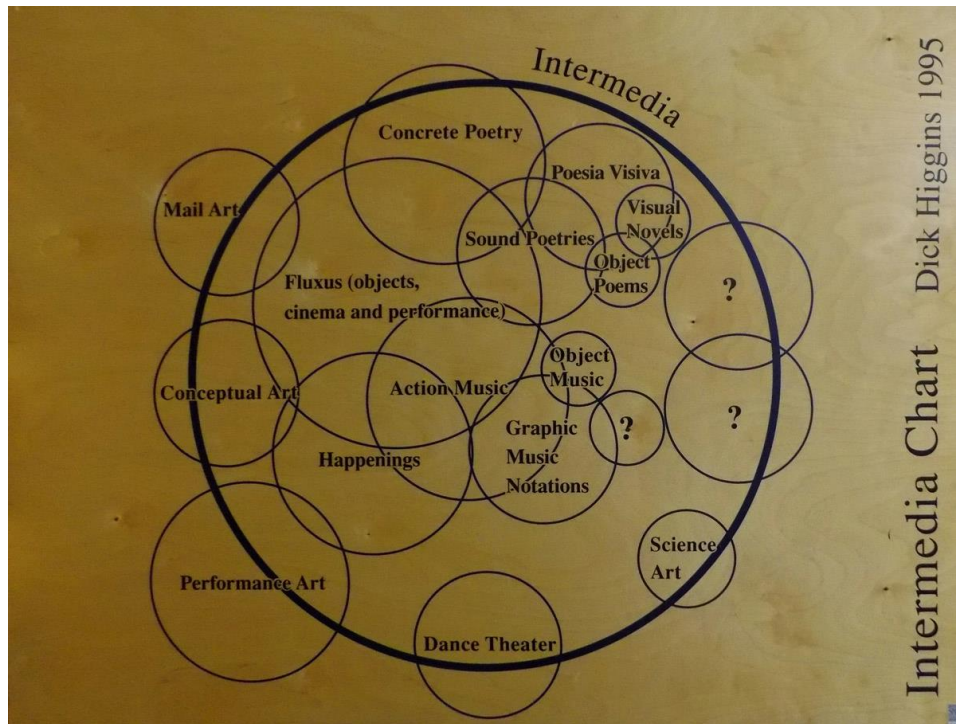 Intermedia
Concrete Poetry
Poesia Visiva
Mail Art
Visual
Novels
Sound Poetries
Object
Poems
Fluxus (objects,
cinema and performance)
?
Object
Music
Conceptual Art
Action Music
?
Graphic
Music
Notations
?
Happenings
Science
Art
Performance Art
Dance Theater
Intermedia Chart Dick Higgins 1995